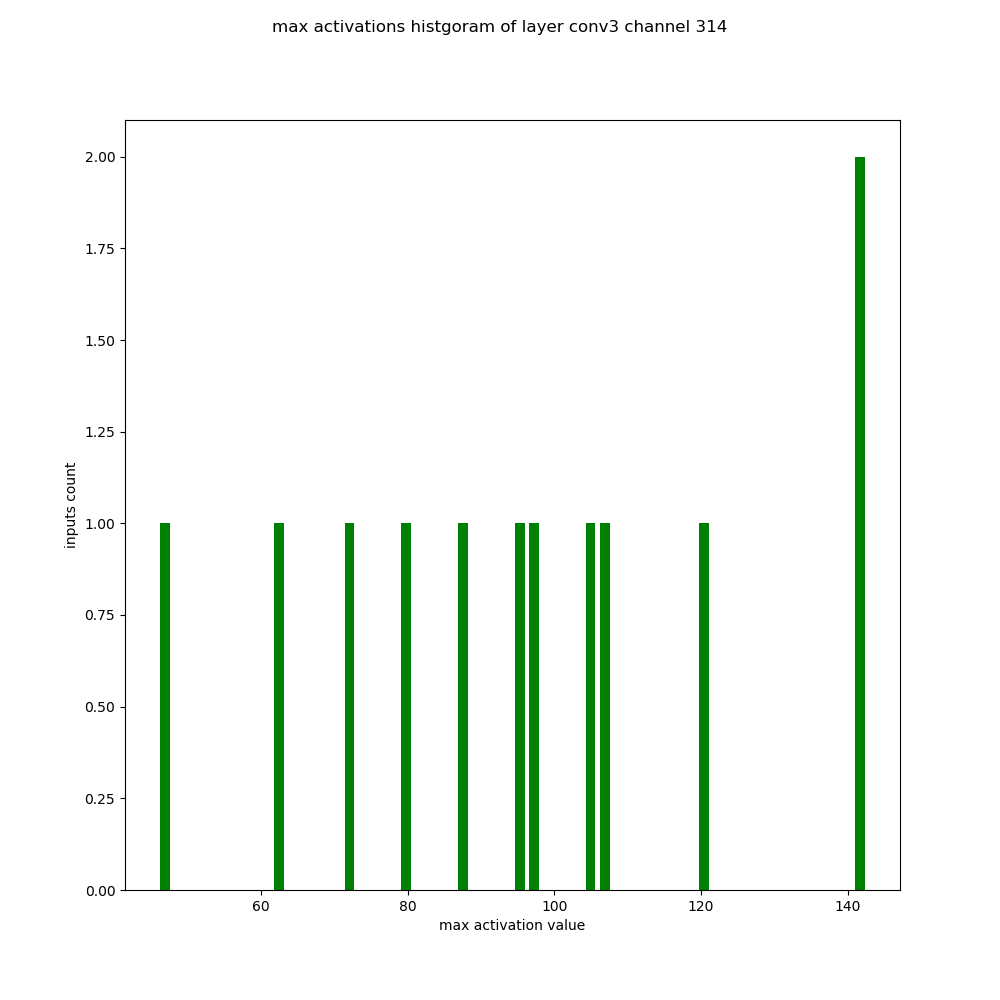 max activations histgoram of layer conv3 channel 314
2.00
1.75
1.50
1.25
1.00
0.75
0.50
0.25
0.00
inputs count
60 80 100 120 140
max activation value